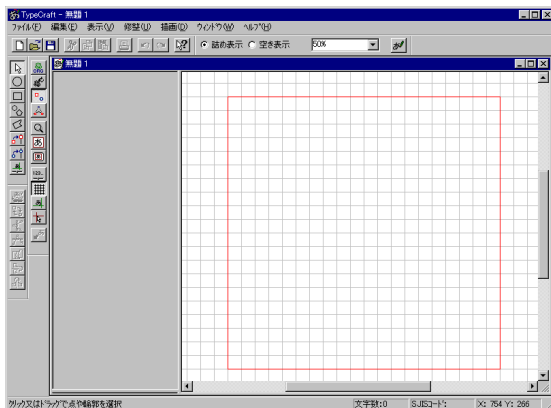 TypeCraft - 無題 1
ファイル(F) 編集(E) 表示(V) 修整(U) 描画(D) ウィンドウ(W) ヘルプ(H)
詰め表示 空き表示 50%
無題 1
ORG
あ
123..
クリック又はドラッグで点や輪郭を選択 文字数:0 SJISコード: X: 754 Y: 266